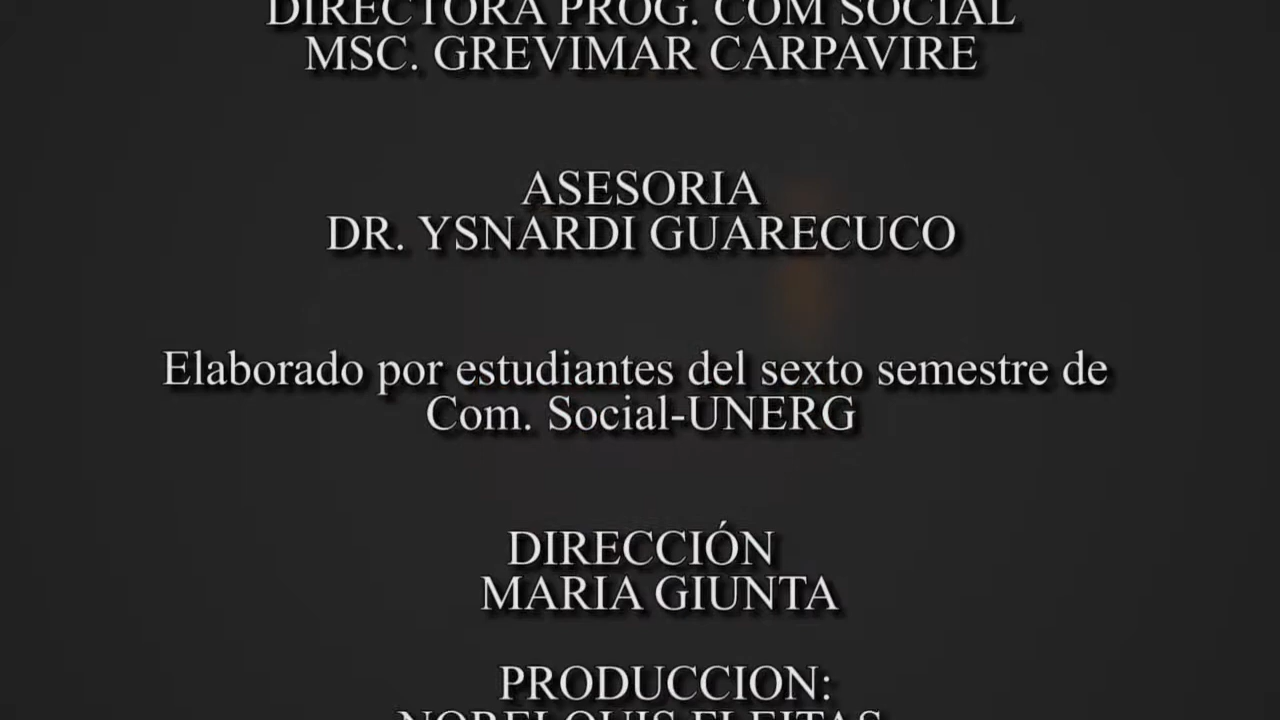 DIRECTORA PROG. COM SOCIAL
MSC. GREVIMAR CARPAVIRE
ASESORIA
DR. YSNARDI GUARECUCO
Elaborado por estudiantes del sexto semestre de
Com. Social-UNERG
DIRECCIÓN
MARIA GIUNTA
PRODUCCION: